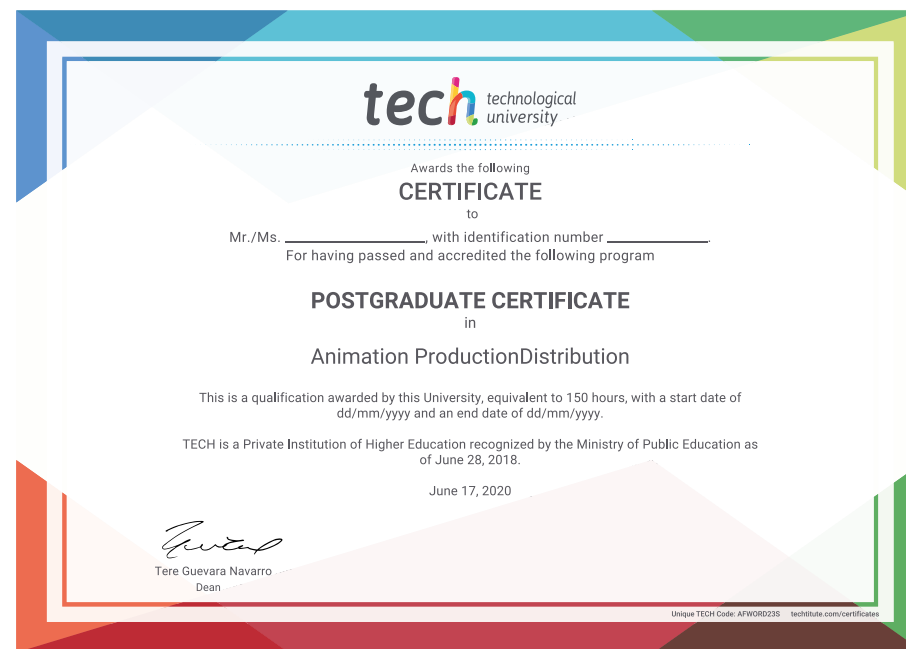 tech technological
university
Awards the following
CERTIFICATE
to
Mr./Ms. ____________________, with identification number ______________.
For having passed and accredited the following program
POSTGRADUATE CERTIFICATE
in
Animation ProductionDistribution
This is a qualification awarded by this University, equivalent to 150 hours, with a start date of
dd/mm/yyyy and an end date of dd/mm/yyyy.
TECH is a Private Institution of Higher Education recognized by the Ministry of Public Education as
of June 28, 2018.
June 17, 2020
Tere Guevara Navarro
Dean
Unique TECH Code: AFWORD23S techtitute.com/certificates